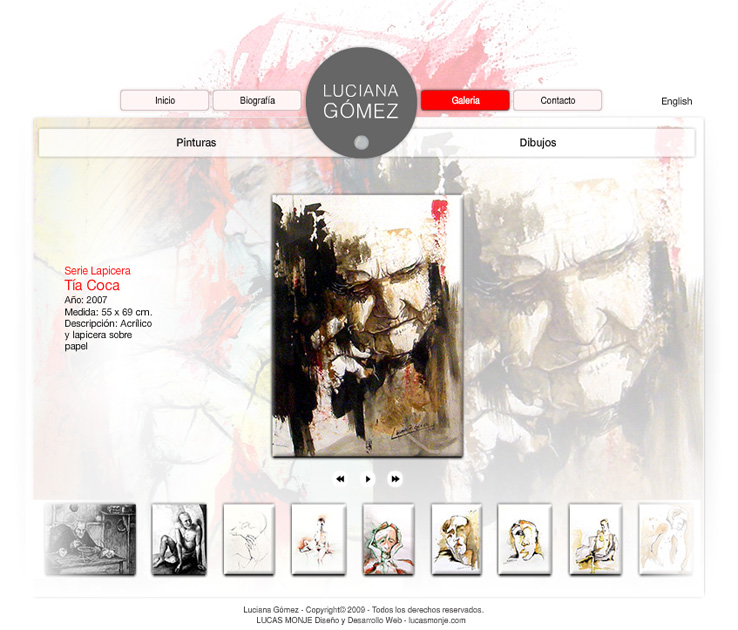 LUCIANA
GÓMEZ
Inicio
Biografía
Galería
Contacto
English
Pinturas
Dibujos
Serie Lapicera
Tía Coca
Año: 2007
Medida: 55 x 69 cm.
Descripción: Acrílico
y lapicera sobre
papel
Luciana Gómez - Copyright© 2009 - Todos los derechos reservados.
LUCAS MONJE Diseño y Desarrollo Web - lucasmonje.com